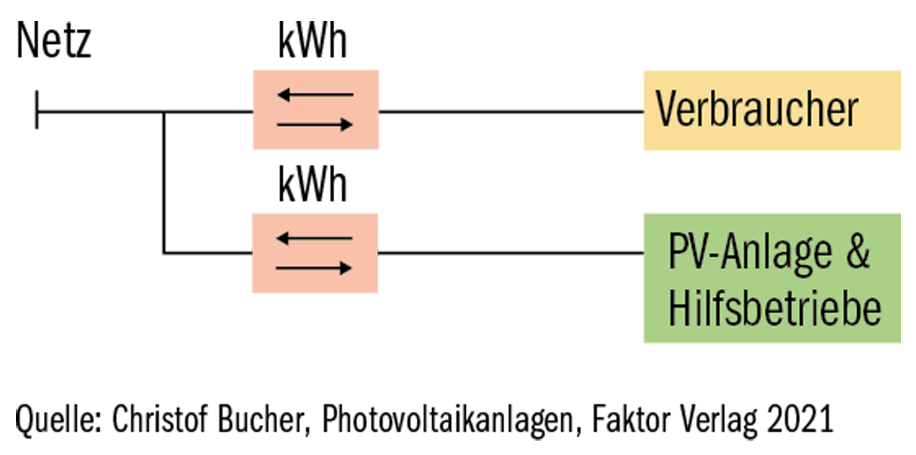 Netz
kWh
Verbraucher
kWh
PV-Anlage &
Hilfsbetriebe
Quelle: Christof Bucher, Photovoltaikanlagen, Faktor Verlag 2021